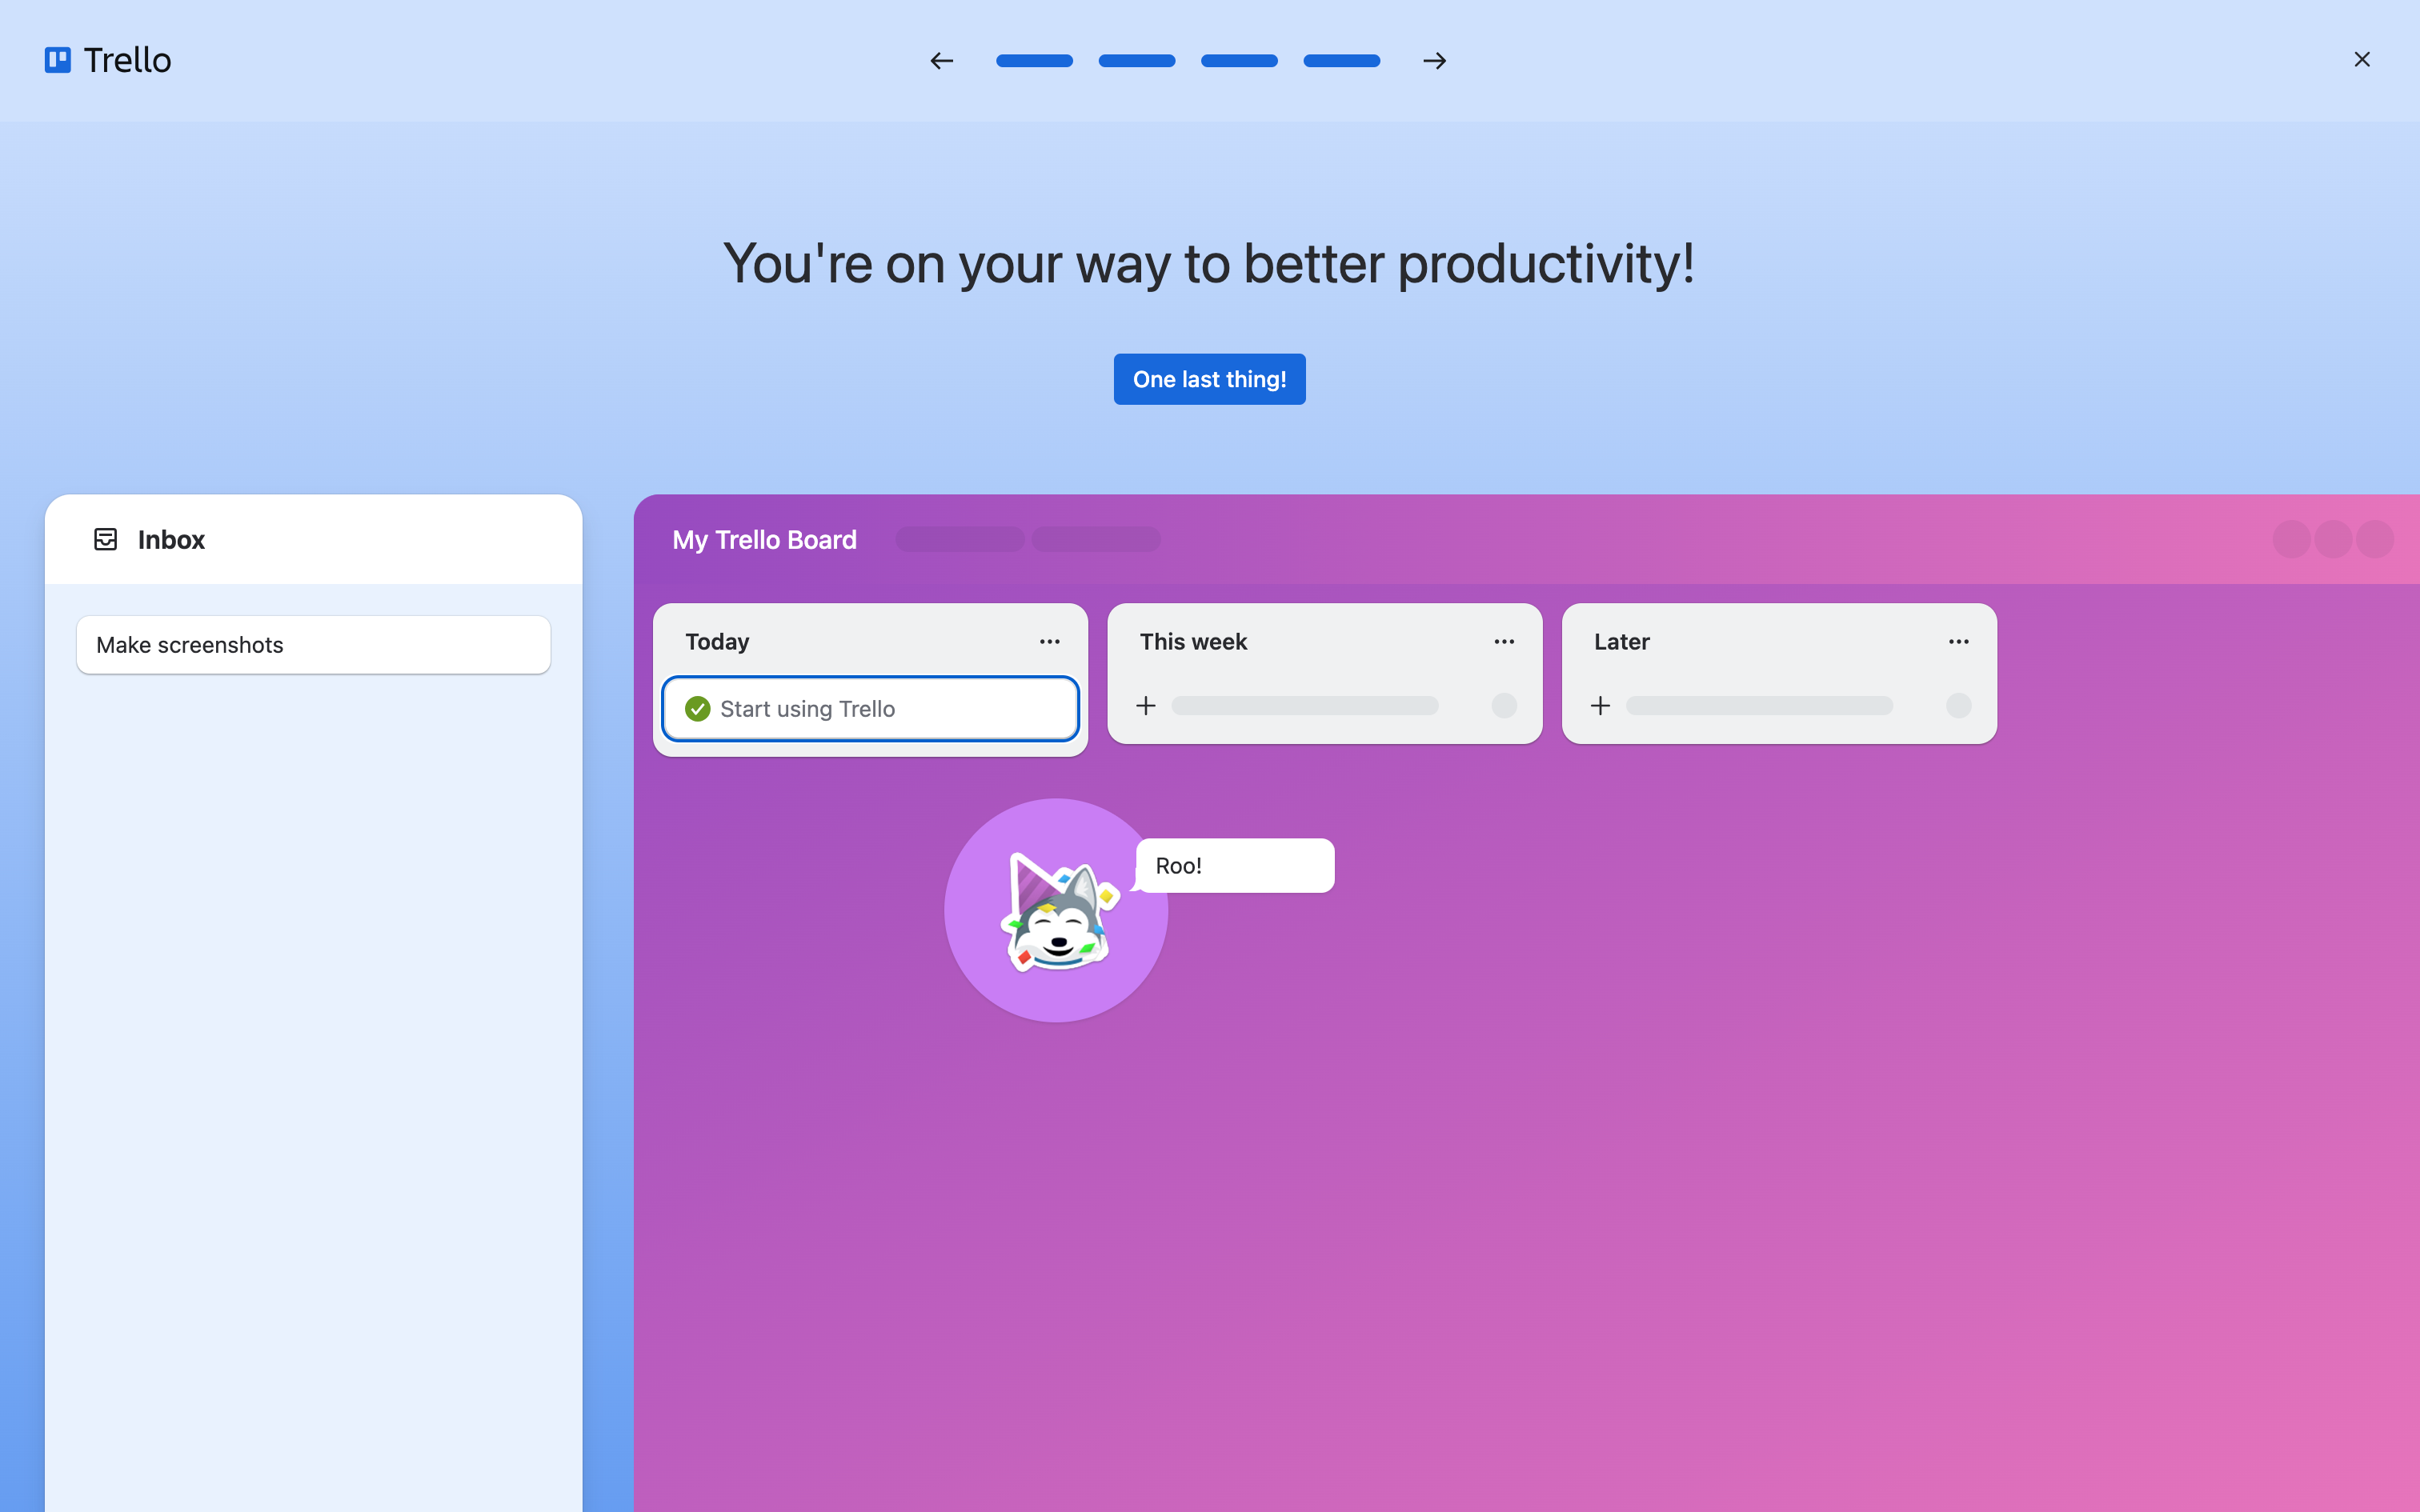 Trello
You're on your way to better productivity!
One last thing!
Inbox
Make screenshots
My Trello Board
Today
Start using Trello
This week
Later
Roo!